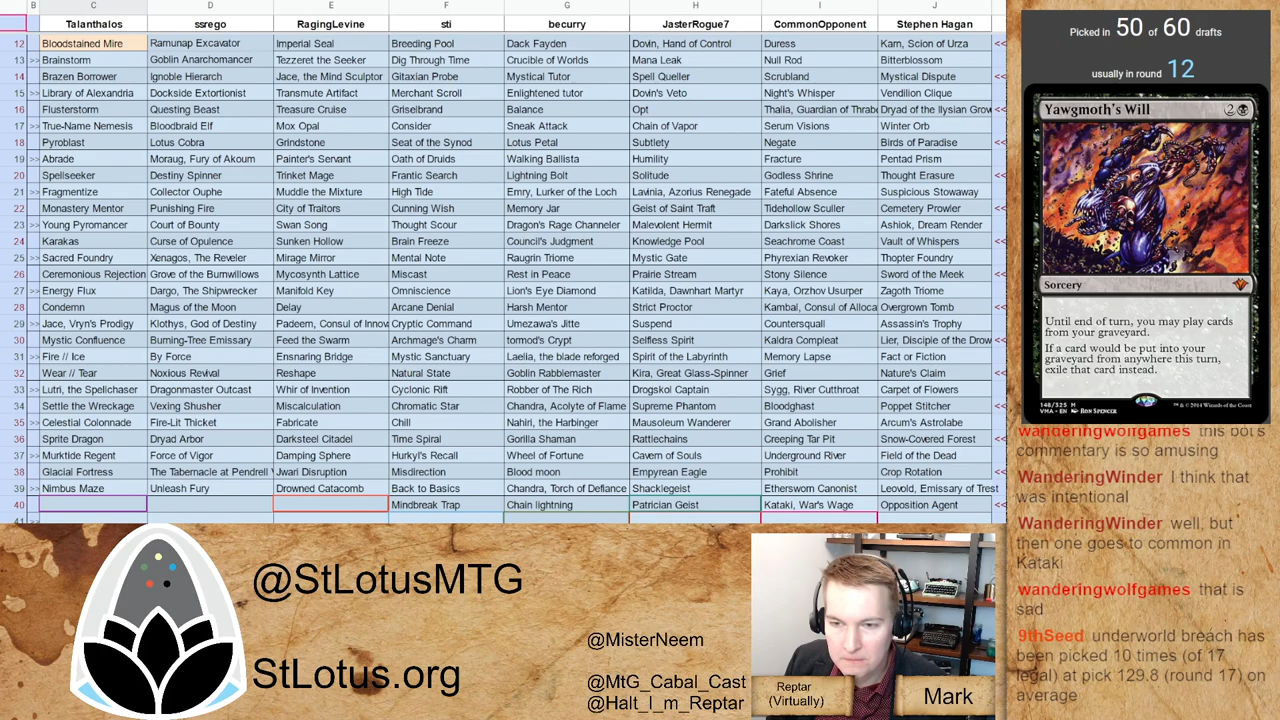 B C D E F G H I J
Talanthalos ssrego RagingLevine sti becurry JasterRogue7 CommonOpponent Stephen Hagan
12 Bloodstained Mire Ramunap Excavator Imperial Seal Breeding Pool Dack Fayden Dovin, Hand of Control Duress Karn, Scion of Urza <<
13 >> Brainstorm Goblin Anarchomancer Tezzeret the Seeker Dig Through Time Crucible of Worlds Mana Leak Null Rod Bitterblossom
14 Brazen Borrower Ignoble Hierarch Jace, the Mind Sculptor Gitaxian Probe Mystical Tutor Spell Queller Scrubland Mystical Dispute <<
15 >> Library of Alexandria Dockside Extortionist Transmute Artifact Merchant Scroll Enlightened tutor Dovin's Veto Night's Whisper Vendilion Clique
16 Flusterstorm Questing Beast Treasure Cruise Griselbrand Balance Opt Thalia, Guardian of Thrabe Dryad of the Ilysian Grov <<
17 >> True-Name Nemesis Bloodbraid Elf Mox Opal Consider Sneak Attack Chain of Vapor Serum Visions Winter Orb
18 Pyroblast Lotus Cobra Grindstone Seat of the Synod Lotus Petal Subtlety Negate Birds of Paradise <<
19 >> Abrade Moraug, Fury of Akoum Painter's Servant Oath of Druids Walking Ballista Humility Fracture Pentad Prism
20 Spellseeker Destiny Spinner Trinket Mage Frantic Search Lightning Bolt Solitude Godless Shrine Thought Erasure <<
21 >> Fragmentize Collector Ouphe Muddle the Mixture High Tide Emry, Lurker of the Loch Lavinia, Azorius Renegade Fateful Absence Suspicious Stowaway
22 Monastery Mentor Punishing Fire City of Traitors Cunning Wish Memory Jar Geist of Saint Traft Tidehollow Sculler Cemetery Prowler <<
23 >> Young Pyromancer Court of Bounty Swan Song Thought Scour Dragon's Rage Channeler Malevolent Hermit Darkslick Shores Ashiok, Dream Render
24 Karakas Curse of Opulence Sunken Hollow Brain Freeze Council's Judgment Knowledge Pool Seachrome Coast Vault of Whispers <<
25 >> Sacred Foundry Xenagos, The Reveler Mirage Mirror Mental Note Raugrin Triome Mystic Gate Phyrexian Revoker Thopter Foundry
26 Ceremonious Rejection Grove of the Burnwillows Mycosynth Lattice Miscast Rest in Peace Prairie Stream Stony Silence Sword of the Meek <<
27 >> Energy Flux Dargo, The Shipwrecker Manifold Key Omniscience Lion's Eye Diamond Katilda, Dawnhart Martyr Kaya, Orzhov Usurper Zagoth Triome
28 Condemn Magus of the Moon Delay Arcane Denial Harsh Mentor Strict Proctor Kambal, Consul of Alloca Overgrown Tomb <<
29 >> Jace, Vryn's Prodigy Klothys, God of Destiny Padeem, Consul of Innov Cryptic Command Umezawa's Jitte Suspend Countersquall Assassin's Trophy
30 Mystic Confluence Burning-Tree Emissary Feed the Swarm Archmage's Charm tormod's Crypt Selfless Spirit Kaldra Compleat Lier, Disciple of the Drow <<
31 >> Fire // Ice By Force Ensnaring Bridge Mystic Sanctuary Laelia, the blade reforged Spirit of the Labyrinth Memory Lapse Fact or Fiction
32 Wear // Tear Noxious Revival Reshape Natural State Goblin Rabblemaster Kira, Great Glass-Spinner Grief Nature's Claim <<
33 >> Lutri, the Spellchaser Dragonmaster Outcast Whir of Invention Cyclonic Rift Robber of The Rich Drogskol Captain Sygg, River Cutthroat Carpet of Flowers
34 Settle the Wreckage Vexing Shusher Miscalculation Chromatic Star Chandra, Acolyte of Flame Supreme Phantom Bloodghast Poppet Stitcher <<
35 >> Celestial Colonnade Fire-Lit Thicket Fabricate Chill Nahiri, the Harbinger Mausoleum Wanderer Grand Abolisher Arcum's Astrolabe
36 Sprite Dragon Dryad Arbor Darksteel Citadel Time Spiral Gorilla Shaman Rattlechains Creeping Tar Pit Snow-Covered Forest <<
37 >> Murktide Regent Force of Vigor Damping Sphere Hurkyl's Recall Wheel of Fortune Cavern of Souls Underground River Field of the Dead
38 Glacial Fortress The Tabernacle at Pendrell V Jwari Disruption Misdirection Blood moon Empyrean Eagle Prohibit Crop Rotation <<
39 >> Nimbus Maze Unleash Fury Drowned Catacomb Back to Basics Chandra, Torch of Defiance Shacklegeist Ethersworn Canonist Leovold, Emissary of Trest
40 Mindbreak Trap Chain lightning Patrician Geist Kataki, War's Wage Opposition Agent <<
41 >>
Picked in 50 of 60 drafts
usually in round 12
Yawgmoth's Will 2
Sorcery
Until end of turn, you may play cards
from your graveyard.
If a card would be put into your
graveyard from anywhere this turn,
exile that card instead.
148/325 M
VMA • EN Ron Spencer
™ & © 2014 Wizards of the Coast
wanderingwolfgames this bot's
commentary is so amusing
WanderingWinder I think that
was intentional
WanderingWinder well, but
then one goes to common in
Kataki
wanderingwolfgames that is
sad
9thSeed underworld breach has
been picked 10 times (of 17
legal) at pick 129.8 (round 17) on
average
@StLotusMTG
StLotus.org
@MisterNeem
@MtG_Cabal_Cast
@Halt_I_m_Reptar
Reptar
(Virtually)
Mark